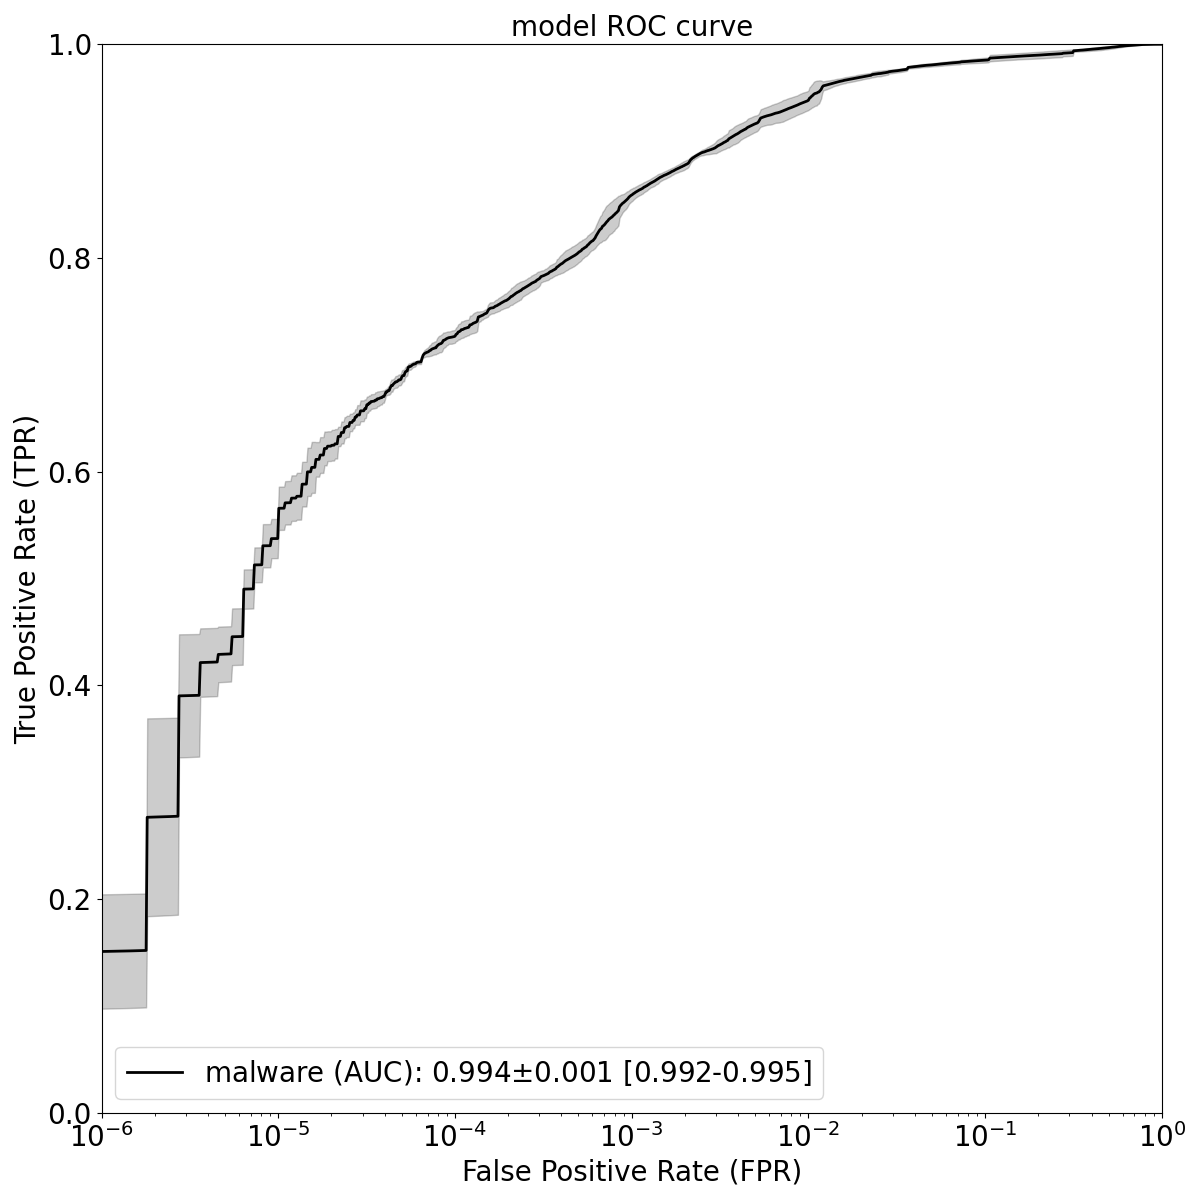 model ROC curve
1.0
0.8
0.6
0.4
0.2
0.0
True Positive Rate (TPR)
malware (AUC): 0.994±0.001 [0.992-0.995]
10⁻⁶ 10⁻⁵ 10⁻⁴ 10⁻³ 10⁻² 10⁻¹ 10⁰
False Positive Rate (FPR)